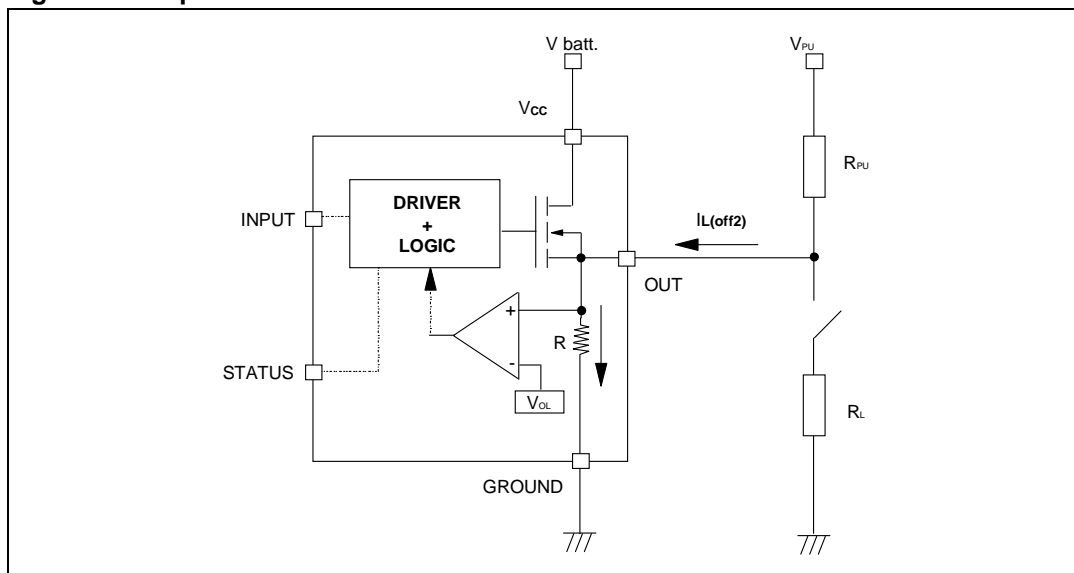 V batt.
VPU
Vcc
RPU
DRIVER
+
LOGIC
INPUT
IL(off2)
OUT
+
R
-
STATUS
VOL
RL
GROUND